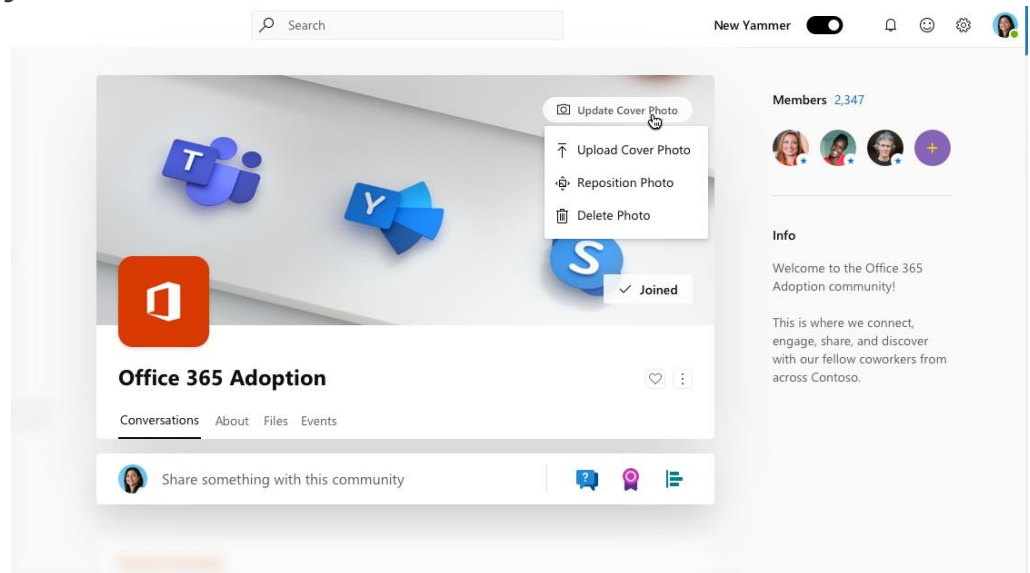 Search
New Yammer
Update Cover Photo
Upload Cover Photo
Reposition Photo
Delete Photo
T
Y
S
Joined
Office 365 Adoption
Conversations About Files Events
Share something with this community
?
Members 2,347
+
Info
Welcome to the Office 365
Adoption community!
This is where we connect,
engage, share, and discover
with our fellow coworkers from
across Contoso.